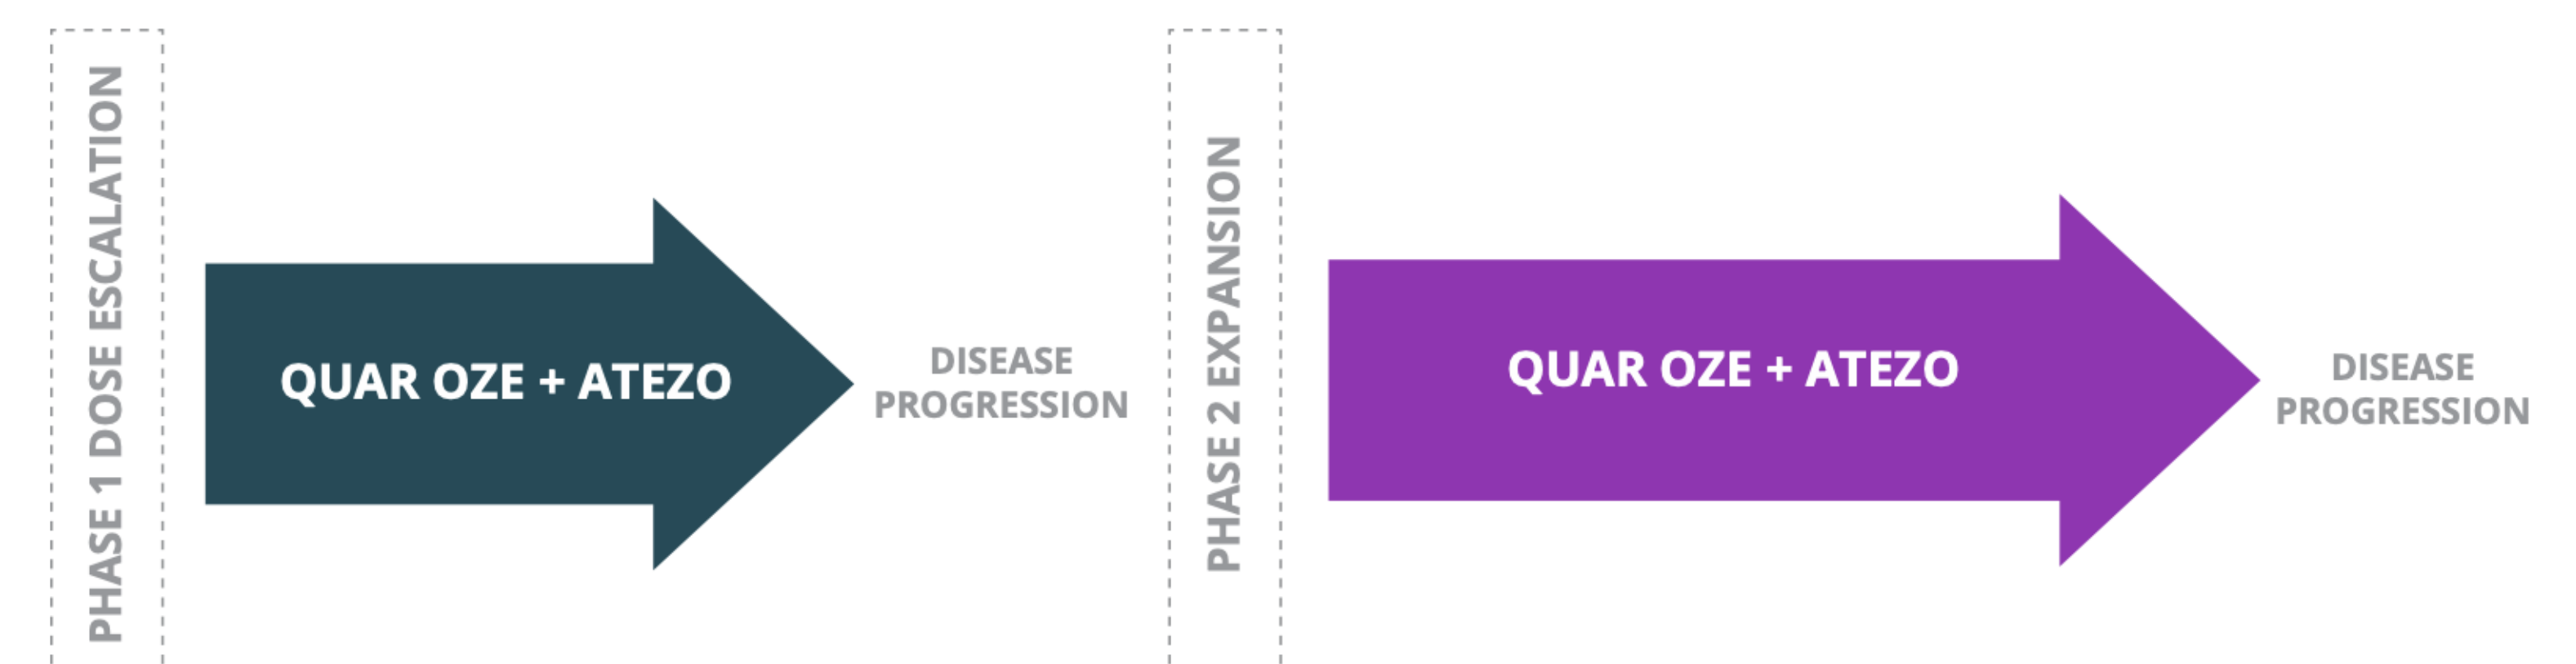 PHASE 1 DOSE ESCALATION
QUAR OZE + ATEZO
DISEASE
PROGRESSION
PHASE 2 EXPANSION
QUAR OZE + ATEZO
DISEASE
PROGRESSION